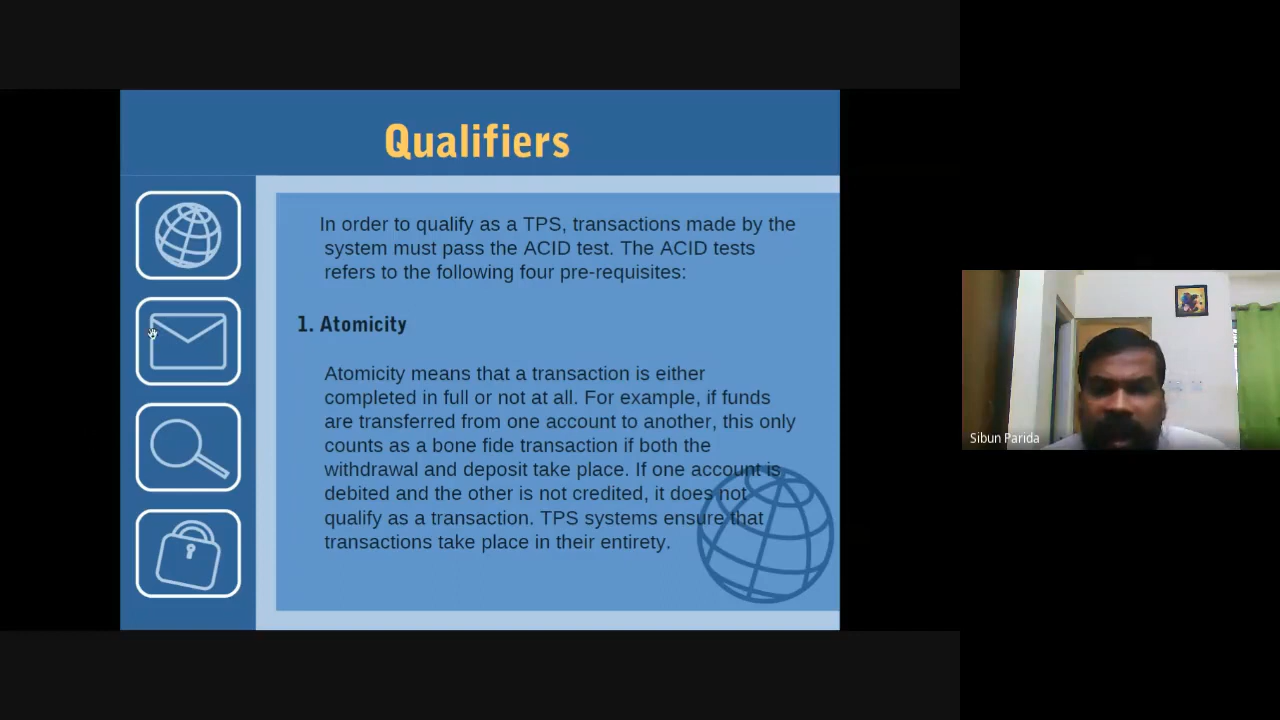 Qualifiers
In order to qualify as a TPS, transactions made by the
system must pass the ACID test. The ACID tests
refers to the following four pre-requisites:
1. Atomicity
Atomicity means that a transaction is either
completed in full or not at all. For example, if funds
are transferred from one account to another, this only
counts as a bone fide transaction if both the
withdrawal and deposit take place. If one account is
debited and the other is not credited, it does not
qualify as a transaction. TPS systems ensure that
transactions take place in their entirety.
Sibun Parida